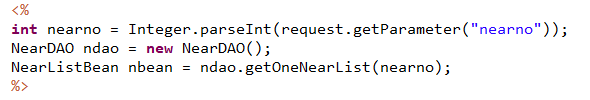 <%
int nearno = Integer.parseInt(request.getParameter("nearno"));
NearDAO ndao = new NearDAO();
NearListBean nbean = ndao.getOneNearList(nearno);
%>